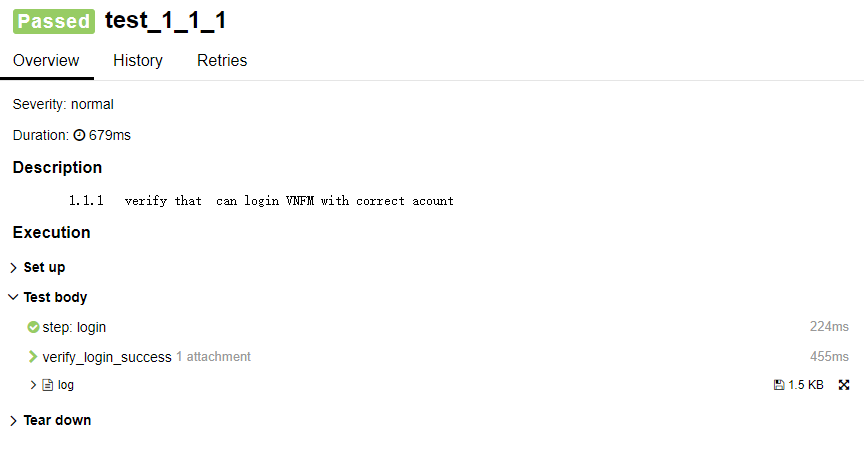 Passed test_1_1_1
Overview History Retries
Severity: normal
Duration: 679ms
Description
1.1.1 verify that can login VNFM with correct acount
Execution
Set up
Test body
step: login 224ms
verify_login_success 1 attachment 455ms
log 1.5 KB
Tear down